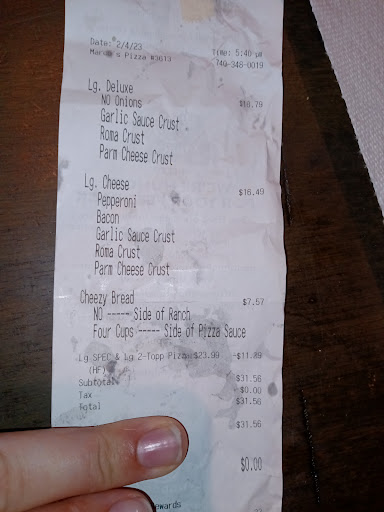 Date: 2/4/23 Time: 5:40 PM
Marco's Pizza #3613 740-348-0019
Lg. Deluxe $18.79
NO Onions
Garlic Sauce Crust
Roma Crust
Parm Cheese Crust
Lg. Cheese $16.49
Pepperoni
Bacon
Garlic Sauce Crust
Roma Crust
Parm Cheese Crust
Cheezy Bread $7.57
NO ----- Side of Ranch
Four Cups ----- Side of Pizza Sauce
Lg SPEC & Lg 2-Topp Pizza $23.99 -$11.29
(HF)
Subtotal $31.56
Tax $0.00
Total $31.56
$31.56
$0.00